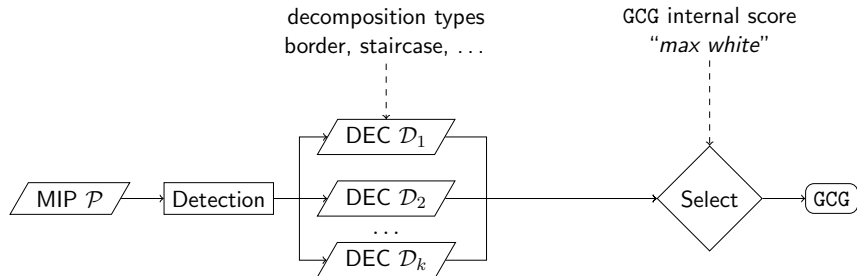 decomposition types
border, staircase, . . .
GCG internal score
“max white”
DEC 𝒟₁
MIP 𝒫
Detection
DEC 𝒟₂
Select
GCG
. . .
DEC 𝒟ₖ